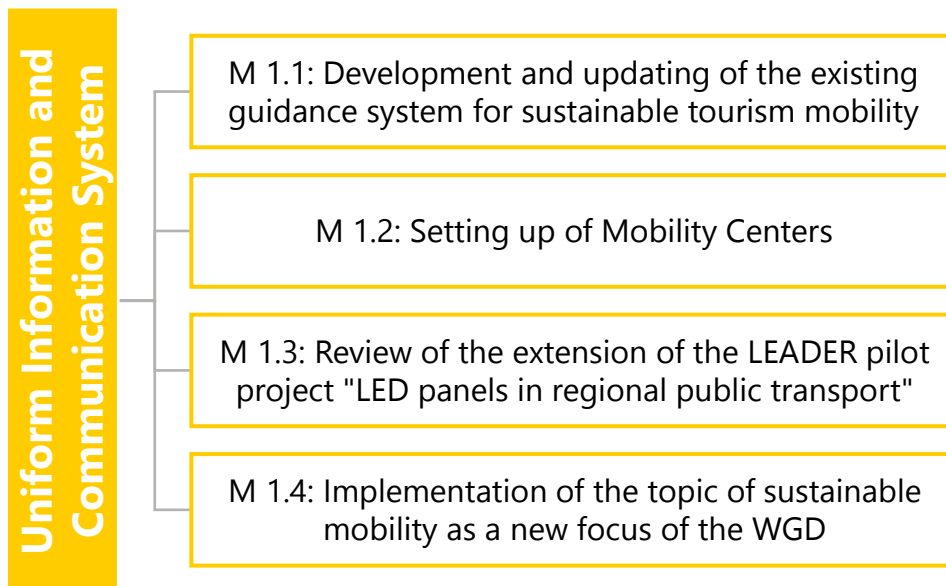 Uniform Information and
Communication System
M 1.1: Development and updating of the existing
guidance system for sustainable tourism mobility
M 1.2: Setting up of Mobility Centers
M 1.3: Review of the extension of the LEADER pilot
project "LED panels in regional public transport"
M 1.4: Implementation of the topic of sustainable
mobility as a new focus of the WGD